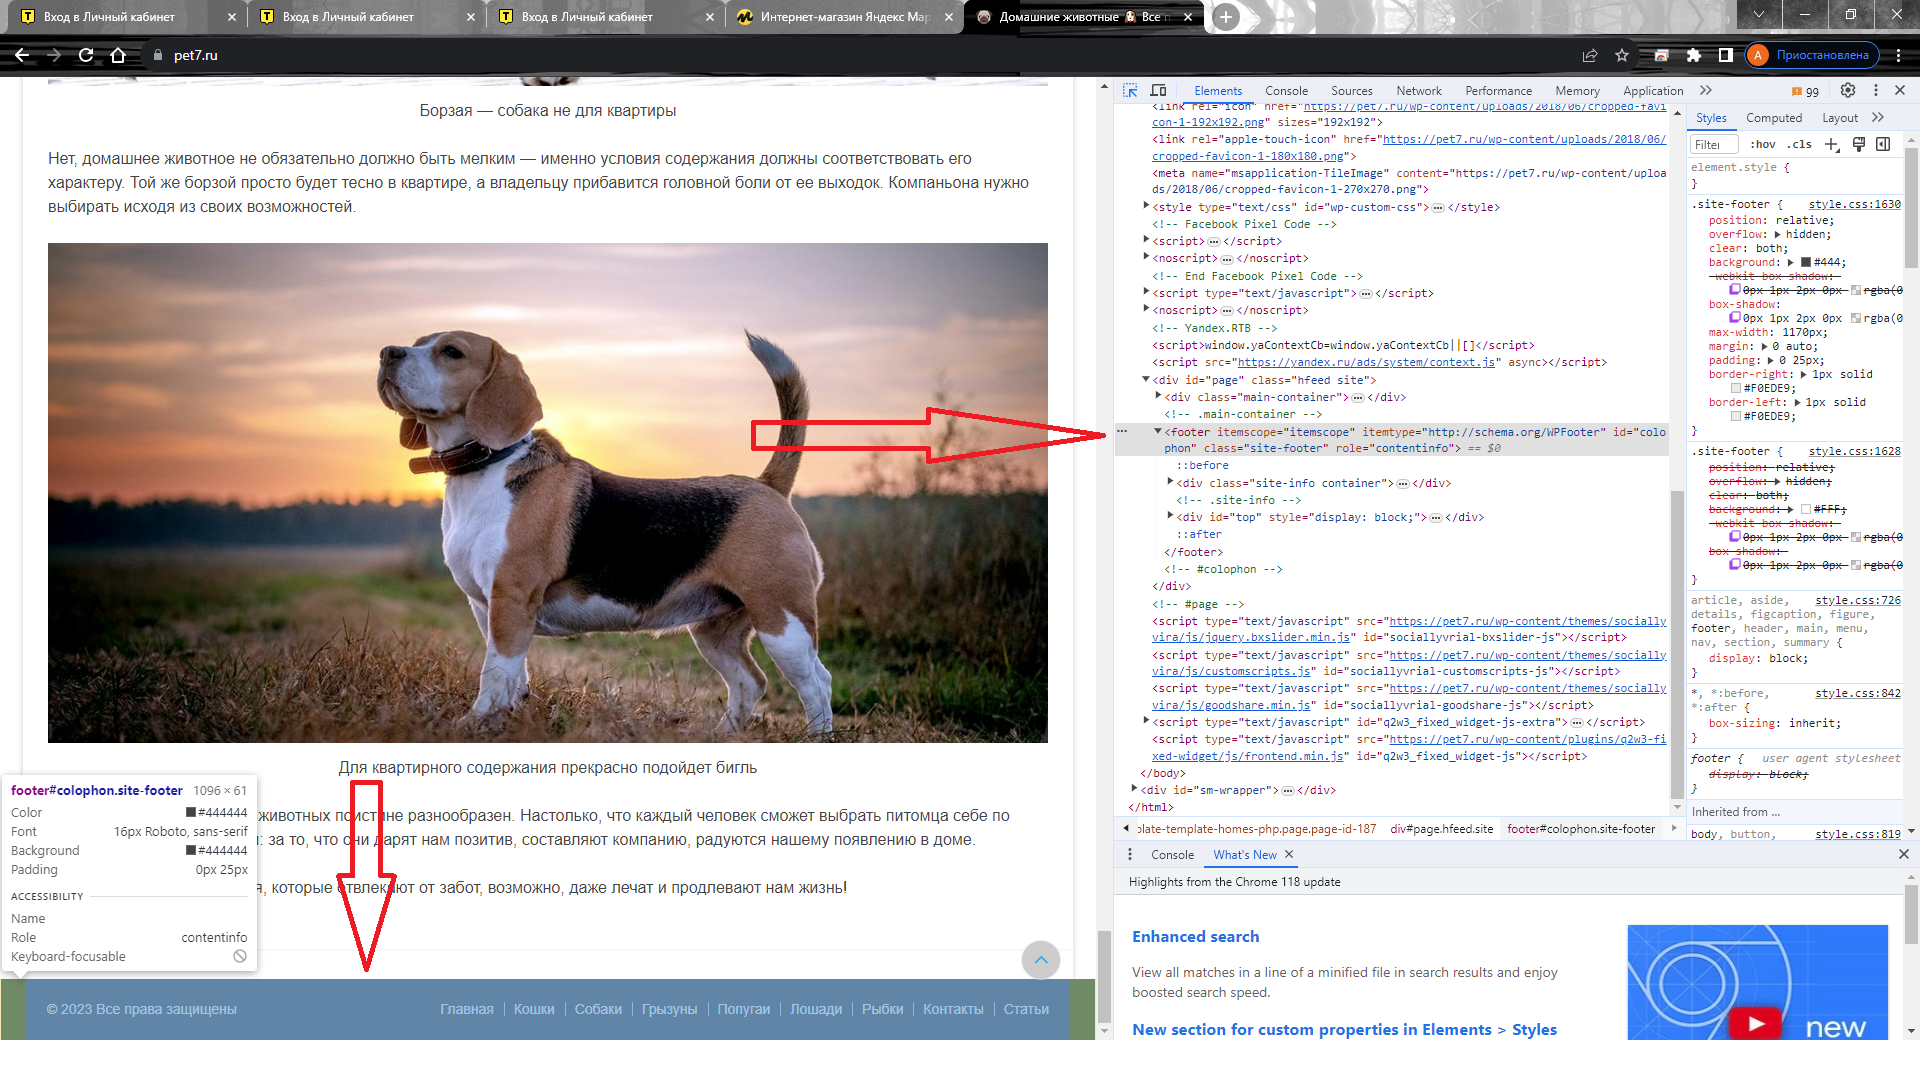 Вход в Личный кабинет
Вход в Личный кабинет
Вход в Личный кабинет
Интернет-магазин Яндекс Мар
Домашние животные 🐶 Все п
pet7.ru
A Приостановлена
Борзая — собака не для квартиры
Нет, домашнее животное не обязательно должно быть мелким — именно условия содержания должны соответствовать его
характеру. Той же борзой просто будет тесно в квартире, а владельцу прибавится головной боли от ее выходок. Компаньона нужно
выбирать исходя из своих возможностей.
Для квартирного содержания прекрасно подойдет бигль
животных поистине разнообразен. Настолько, что каждый человек сможет выбрать питомца себе по
: за то, что они дарят нам позитив, составляют компанию, радуются нашему появлению в доме.
, которые отвлекают от забот, возможно, даже лечат и продлевают нам жизнь!
footer#colophon.site-footer 1096 × 61
Color #444444
Font 16px Roboto, sans-serif
Background #444444
Padding 0px 25px
ACCESSIBILITY
Name
Role contentinfo
Keyboard-focusable
© 2023 Все права защищены
Главная | Кошки | Собаки | Грызуны | Попугаи | Лошади | Рыбки | Контакты | Статьи
Elements Console Sources Network Performance Memory Application » 99
<link rel="icon" href="https://pet7.ru/wp-content/uploads/2018/06/cropped-favi
con-1-192x192.png" sizes="192x192">
<link rel="apple-touch-icon" href="https://pet7.ru/wp-content/uploads/2018/06/
cropped-favicon-1-180x180.png">
<meta name="msapplication-TileImage" content="https://pet7.ru/wp-content/uploa
ds/2018/06/cropped-favicon-1-270x270.png">
<style type="text/css" id="wp-custom-css">…</style>
<!-- Facebook Pixel Code -->
<script>…</script>
<noscript>…</noscript>
<!-- End Facebook Pixel Code -->
<script type="text/javascript">…</script>
<noscript>…</noscript>
<!-- Yandex.RTB -->
<script>window.yaContextCb=window.yaContextCb||[]</script>
<script src="https://yandex.ru/ads/system/context.js" async></script>
<div id="page" class="hfeed site">
<div class="main-container">…</div>
<!-- .main-container -->
<footer itemscope="itemscope" itemtype="http://schema.org/WPFooter" id="colo
phon" class="site-footer" role="contentinfo"> == $0
::before
<div class="site-info container">…</div>
<!-- .site-info -->
<div id="top" style="display: block;">…</div>
::after
</footer>
<!-- #colophon -->
</div>
<!-- #page -->
<script type="text/javascript" src="https://pet7.ru/wp-content/themes/socially
vira/js/jquery.bxslider.min.js" id="sociallyvrial-bxslider-js"></script>
<script type="text/javascript" src="https://pet7.ru/wp-content/themes/socially
vira/js/customscripts.js" id="sociallyvrial-customscripts-js"></script>
<script type="text/javascript" src="https://pet7.ru/wp-content/themes/socially
vira/js/goodshare.min.js" id="sociallyvrial-goodshare-js"></script>
<script type="text/javascript" id="q2w3_fixed_widget-js-extra">…</script>
<script type="text/javascript" src="https://pet7.ru/wp-content/plugins/q2w3-fi
xed-widget/js/frontend.min.js" id="q2w3_fixed_widget-js"></script>
</body>
<div id="sm-wrapper">…</div>
</html>
plate-template-homes-php.page.page-id-187 div#page.hfeed.site footer#colophon.site-footer
Styles Computed Layout »
Filter :hov .cls +
element.style {
}
.site-footer { style.css:1630
position: relative;
overflow: hidden;
clear: both;
background: #444;
-webkit-box-shadow:
0px 1px 2px 0px rgba(0
box-shadow:
0px 1px 2px 0px rgba(0
max-width: 1170px;
margin: 0 auto;
padding: 0 25px;
border-right: 1px solid
#F0EDE9;
border-left: 1px solid
#F0EDE9;
}
.site-footer { style.css:1628
position: relative;
overflow: hidden;
clear: both;
background: #FFF;
-webkit-box-shadow:
0px 1px 2px 0px rgba(0
box-shadow:
0px 1px 2px 0px rgba(0
}
article, aside, style.css:726
details, figcaption, figure,
footer, header, main, menu,
nav, section, summary {
display: block;
}
*, *:before, style.css:842
*:after {
box-sizing: inherit;
}
footer { user agent stylesheet
display: block;
}
Inherited from ...
body, button, style.css:819
Console What's New ×
Highlights from the Chrome 118 update
Enhanced search
View all matches in a line of a minified file in search results and enjoy
boosted search speed.
New section for custom properties in Elements > Styles
new